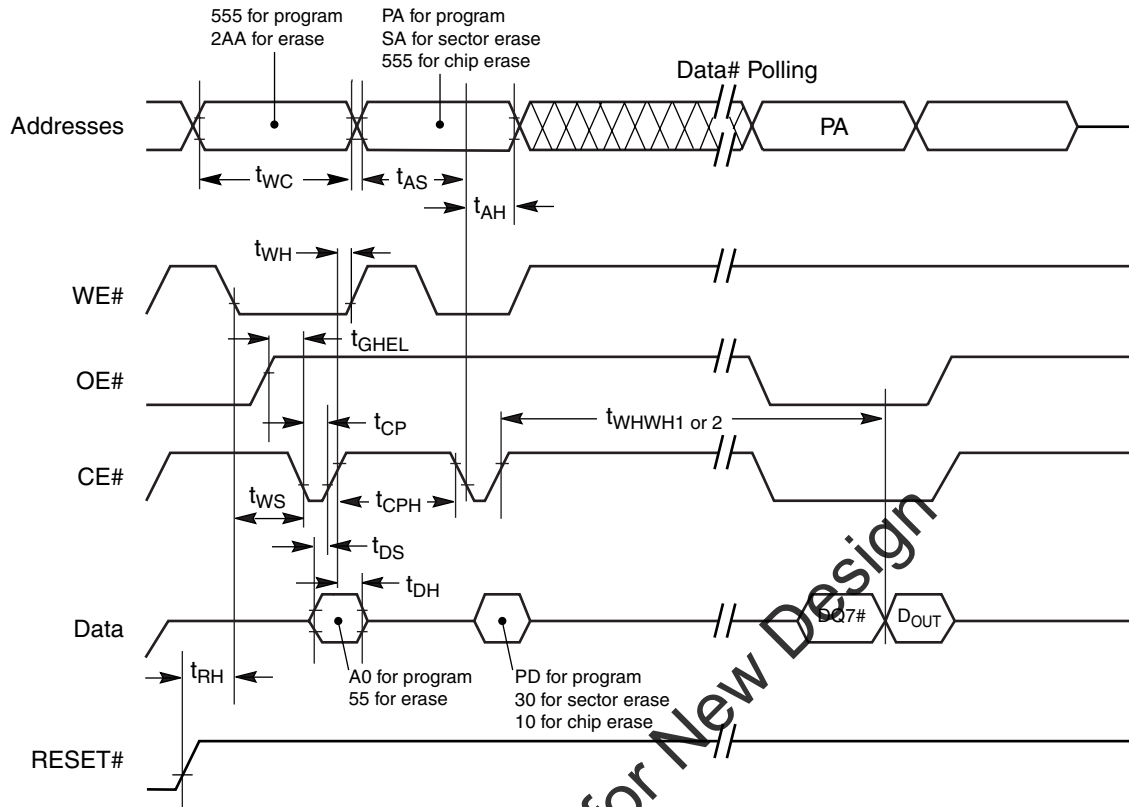 555 for program
2AA for erase
PA for program
SA for sector erase
555 for chip erase
Data# Polling
Addresses
PA
tWC
tAS
tAH
tWH
WE#
tGHEL
OE#
tWHWH1 or 2
tCP
CE#
tWS
tCPH
tDS
tDH
Data
DQ7#
DOUT
tRH
A0 for program
55 for erase
PD for program
30 for sector erase
10 for chip erase
RESET#
for New Design